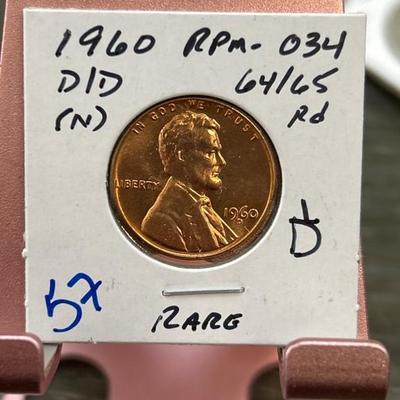 1960 RPM-034
D/D 64/65
(N) Rd
IN GOD WE TRUST
LIBERTY
1960
D
D
57
RARE